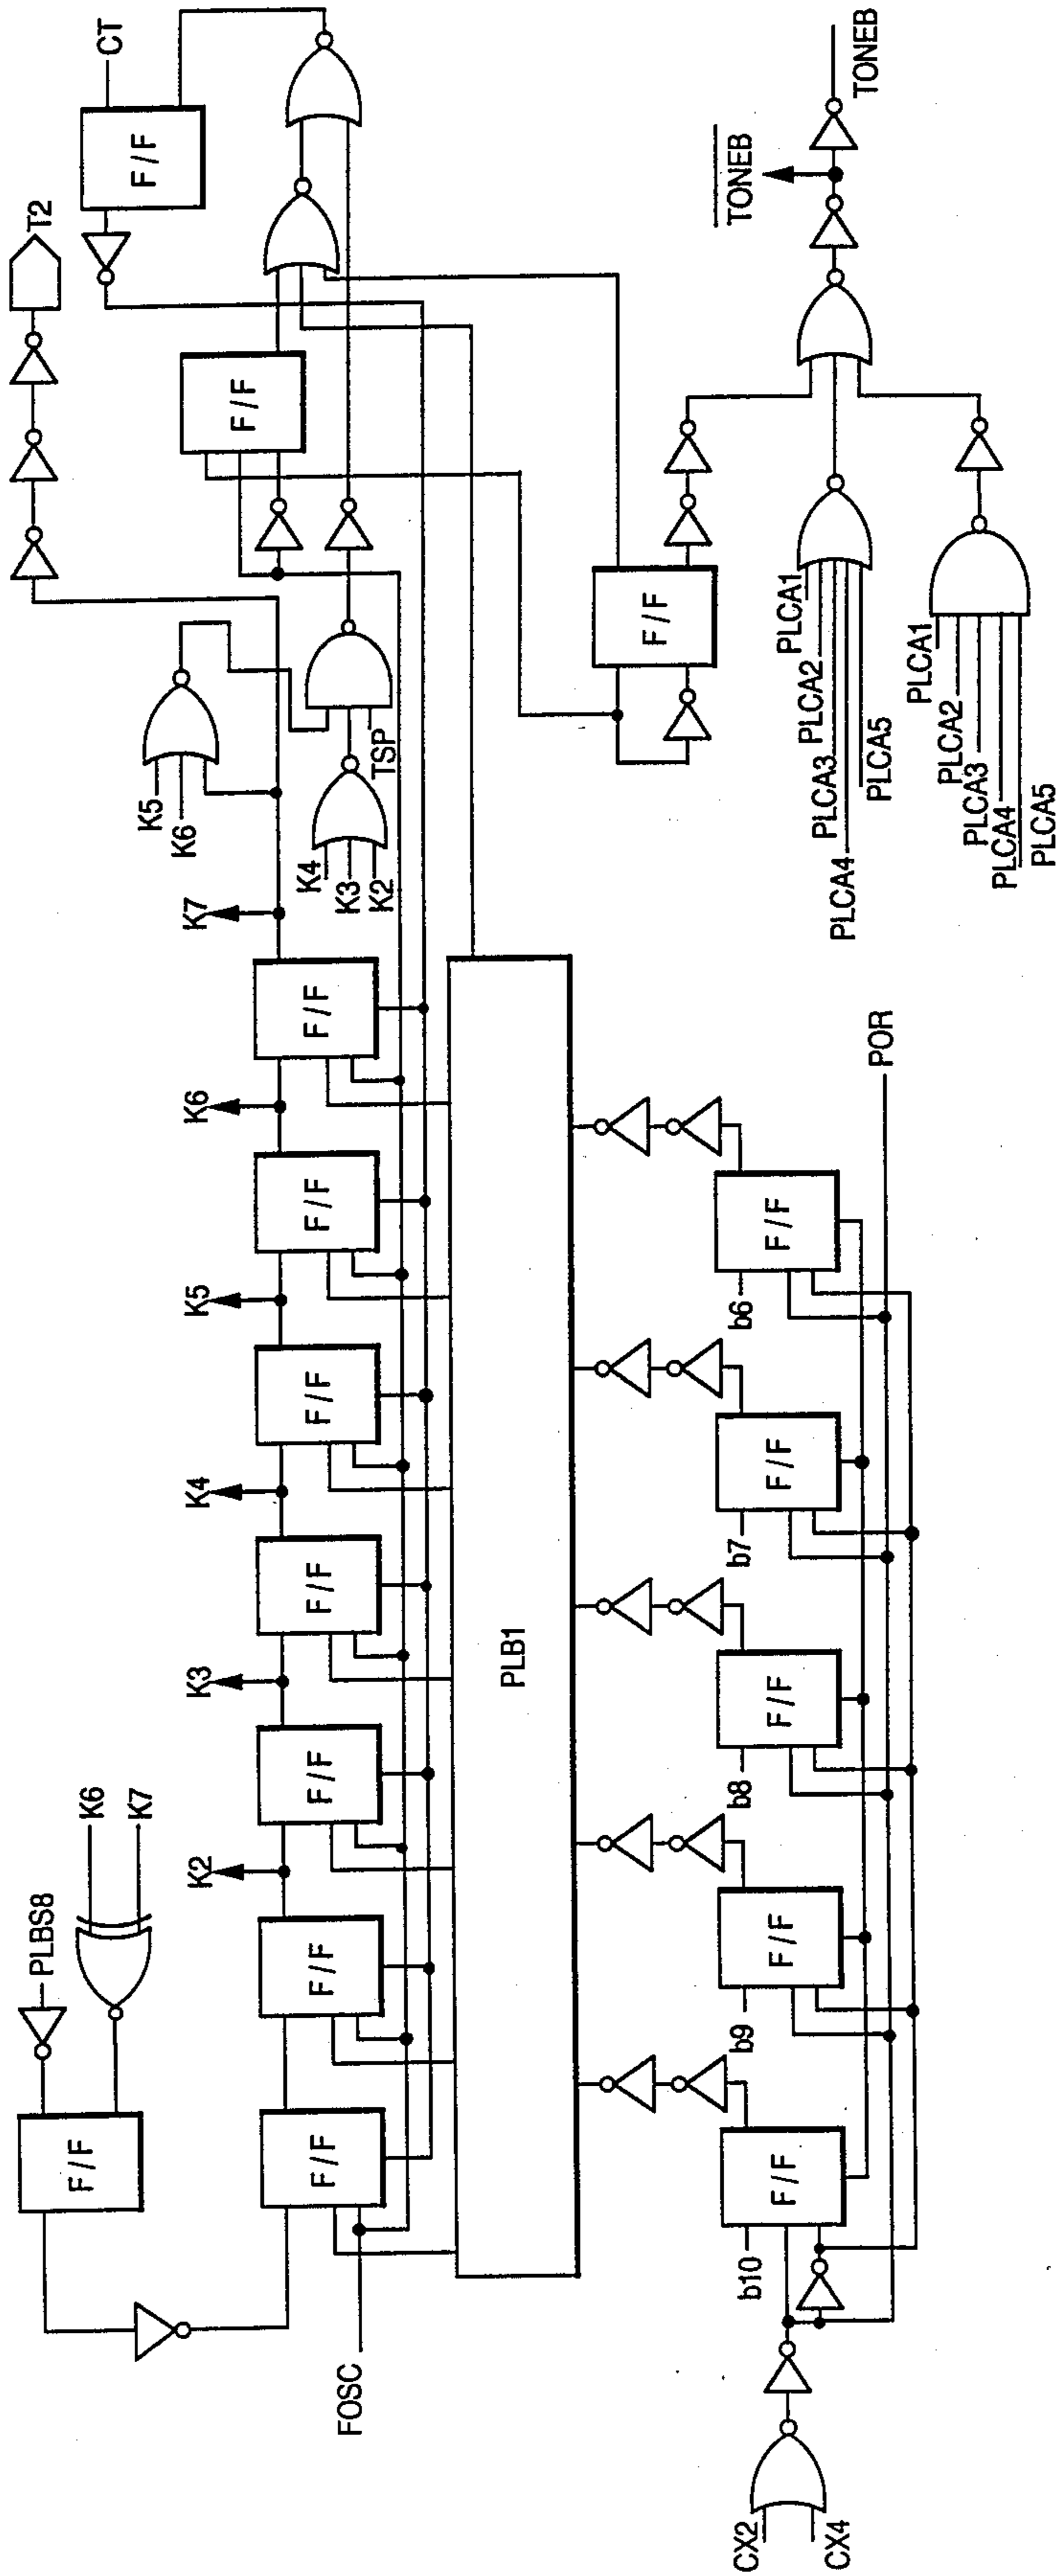 PLBS8
K6
K7
F/F
K2
K3
K4
K5
K6
K7
K5
K6
K4
K3
K2
TSP
T2
CT
F/F
F/F
FOSC
F/F
F/F
F/F
F/F
F/F
F/F
F/F
PLB1
F/F
b10
b9
b8
b7
b6
F/F
F/F
F/F
F/F
F/F
POR
CX2
CX4
PLCA1
PLCA2
PLCA3
PLCA4
PLCA5
PLCA1
PLCA2
PLCA3
PLCA4
PLCA5
TONEB
TONEB